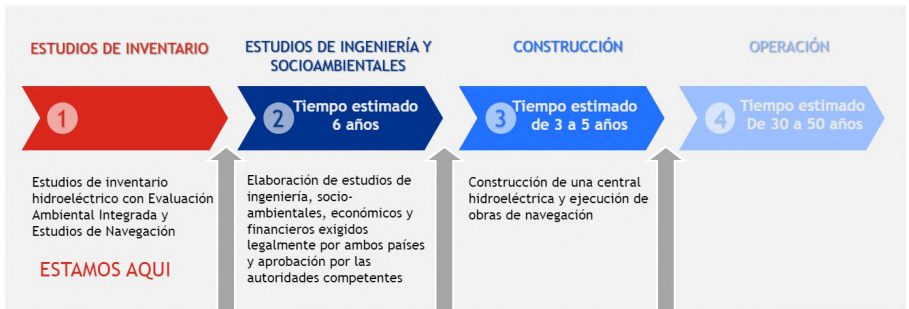 ESTUDIOS DE INVENTARIO
ESTUDIOS DE INGENIERÍA Y
SOCIOAMBIENTALES
CONSTRUCCIÓN
OPERACIÓN
1
2
Tiempo estimado
6 años
3
Tiempo estimado
de 3 a 5 años
4
Tiempo estimado
De 30 a 50 años
Estudios de inventario
hidroeléctrico con Evaluación
Ambiental Integrada y
Estudios de Navegación
ESTAMOS AQUI
Elaboración de estudios de
ingeniería, socio-
ambientales, económicos y
financieros exigidos
legalmente por ambos países
y aprobación por las
autoridades competentes
Construcción de una central
hidroeléctrica y ejecución de
obras de navegación